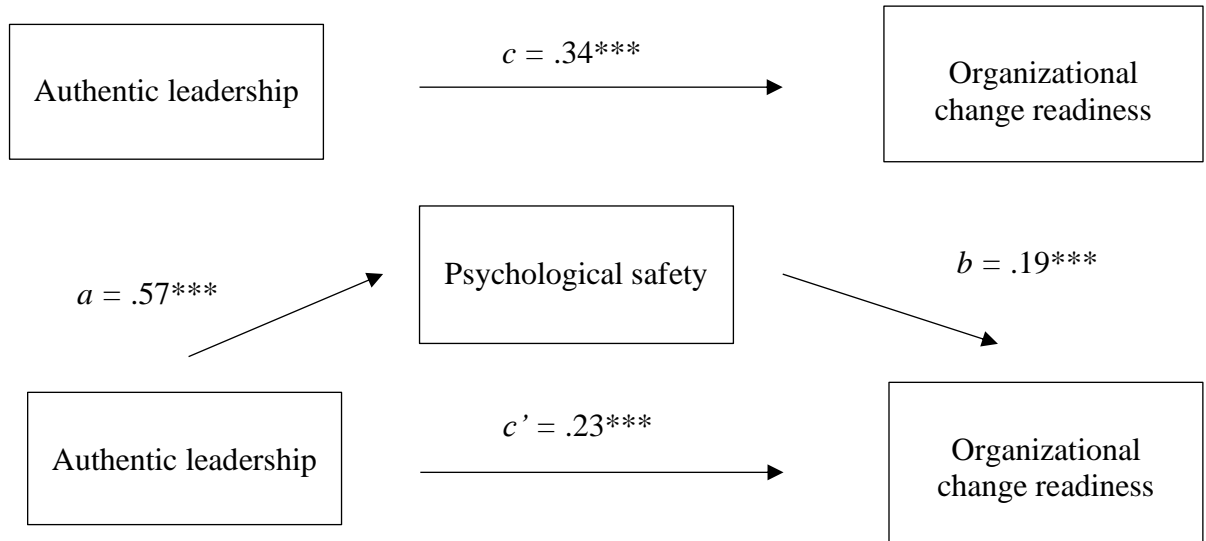 c = .34***
Authentic leadership
Organizational
change readiness
Psychological safety
b = .19***
a = .57***
c’ = .23***
Authentic leadership
Organizational
change readiness